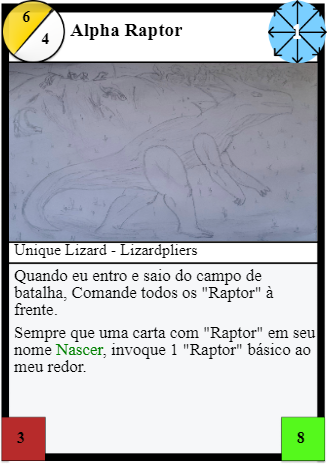 6
4
Alpha Raptor
1
Unique Lizard - Lizardpliers
Quando eu entro e saio do campo de
batalha, Comande todos os "Raptor" à
frente.
Sempre que uma carta com "Raptor" em seu
nome Nascer, invoque 1 "Raptor" básico ao
meu redor.
3
8